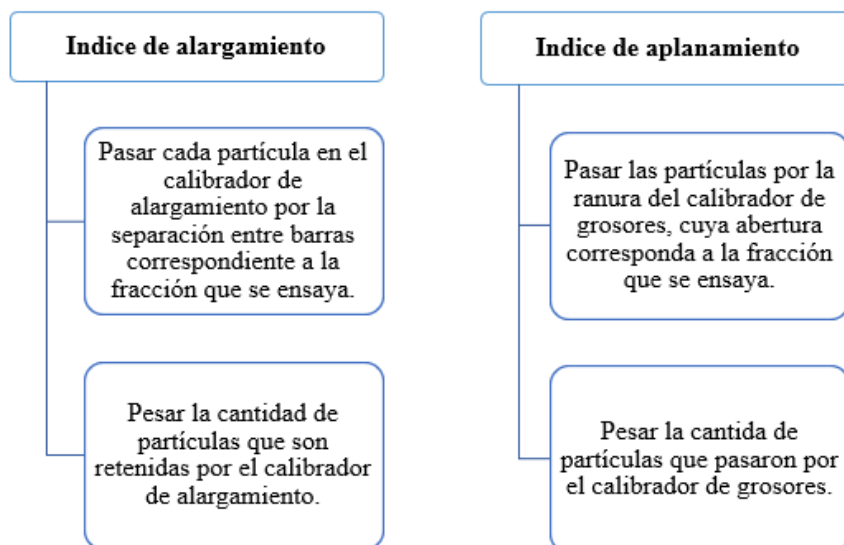 Indice de alargamiento
Pasar cada partícula en el
calibrador de
alargamiento por la
separación entre barras
correspondiente a la
fracción que se ensaya.
Pesar la cantidad de
partículas que son
retenidas por el calibrador
de alargamiento.
Indice de aplanamiento
Pasar las partículas por la
ranura del calibrador de
grosores, cuya abertura
corresponda a la fracción
que se ensaya.
Pesar la cantida de
partículas que pasaron por
el calibrador de grosores.